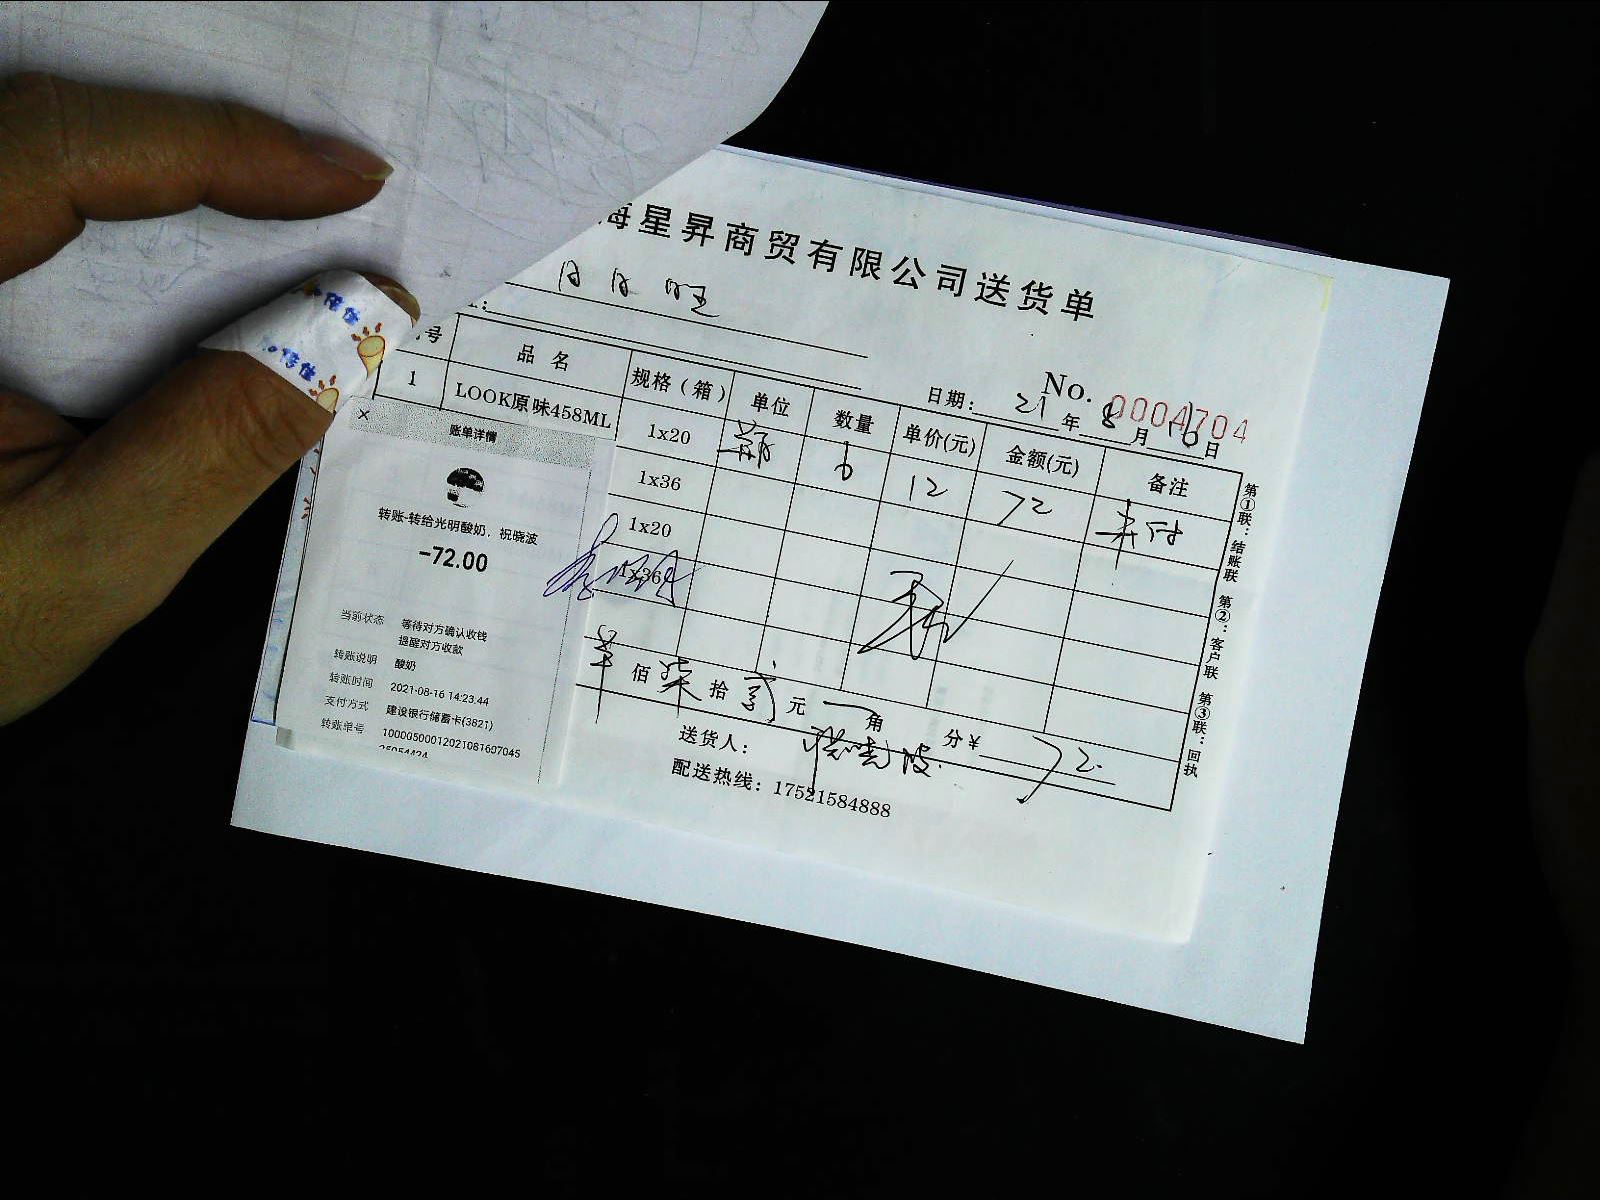 海星昇商贸有限公司送货单
日日旺
No. 0004704
日期： 21 年 8 月 16 日
号 品 名 规格（箱） 单位 数量 单价(元) 金额(元) 备注
1 LOOK原味458ML 1x20 瓶 6 12 72 未付
1x36
1x20
1x36
佰 柒 拾 贰 元 角 分￥ 72
送货人： 祝晓波
配送热线：17521584888
第①联：结账联 第②：客户联 第③联：回执
×
账单详情
转账-转给光明酸奶，祝晓波
-72.00
当前状态 等待对方确认收钱
提醒对方收款
转账说明 酸奶
转账时间 2021-08-16 14:23:44
支付方式 建设银行储蓄卡(3821)
转账单号 10000500012021081607045